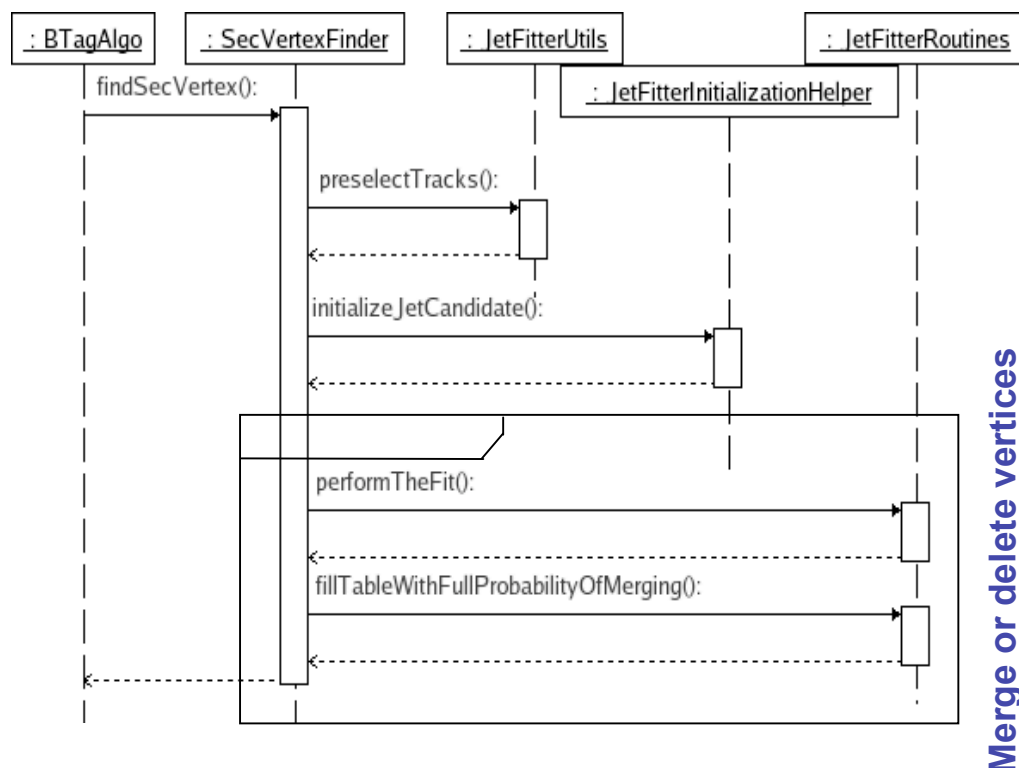 : BTagAlgo
: SecVertexFinder
: JetFitterUtils
: JetFitterRoutines
: JetFitterInitializationHelper
findSecVertex():
preselectTracks():
initializeJetCandidate():
performTheFit():
fillTableWithFullProbabilityOfMerging():
Merge or delete vertices